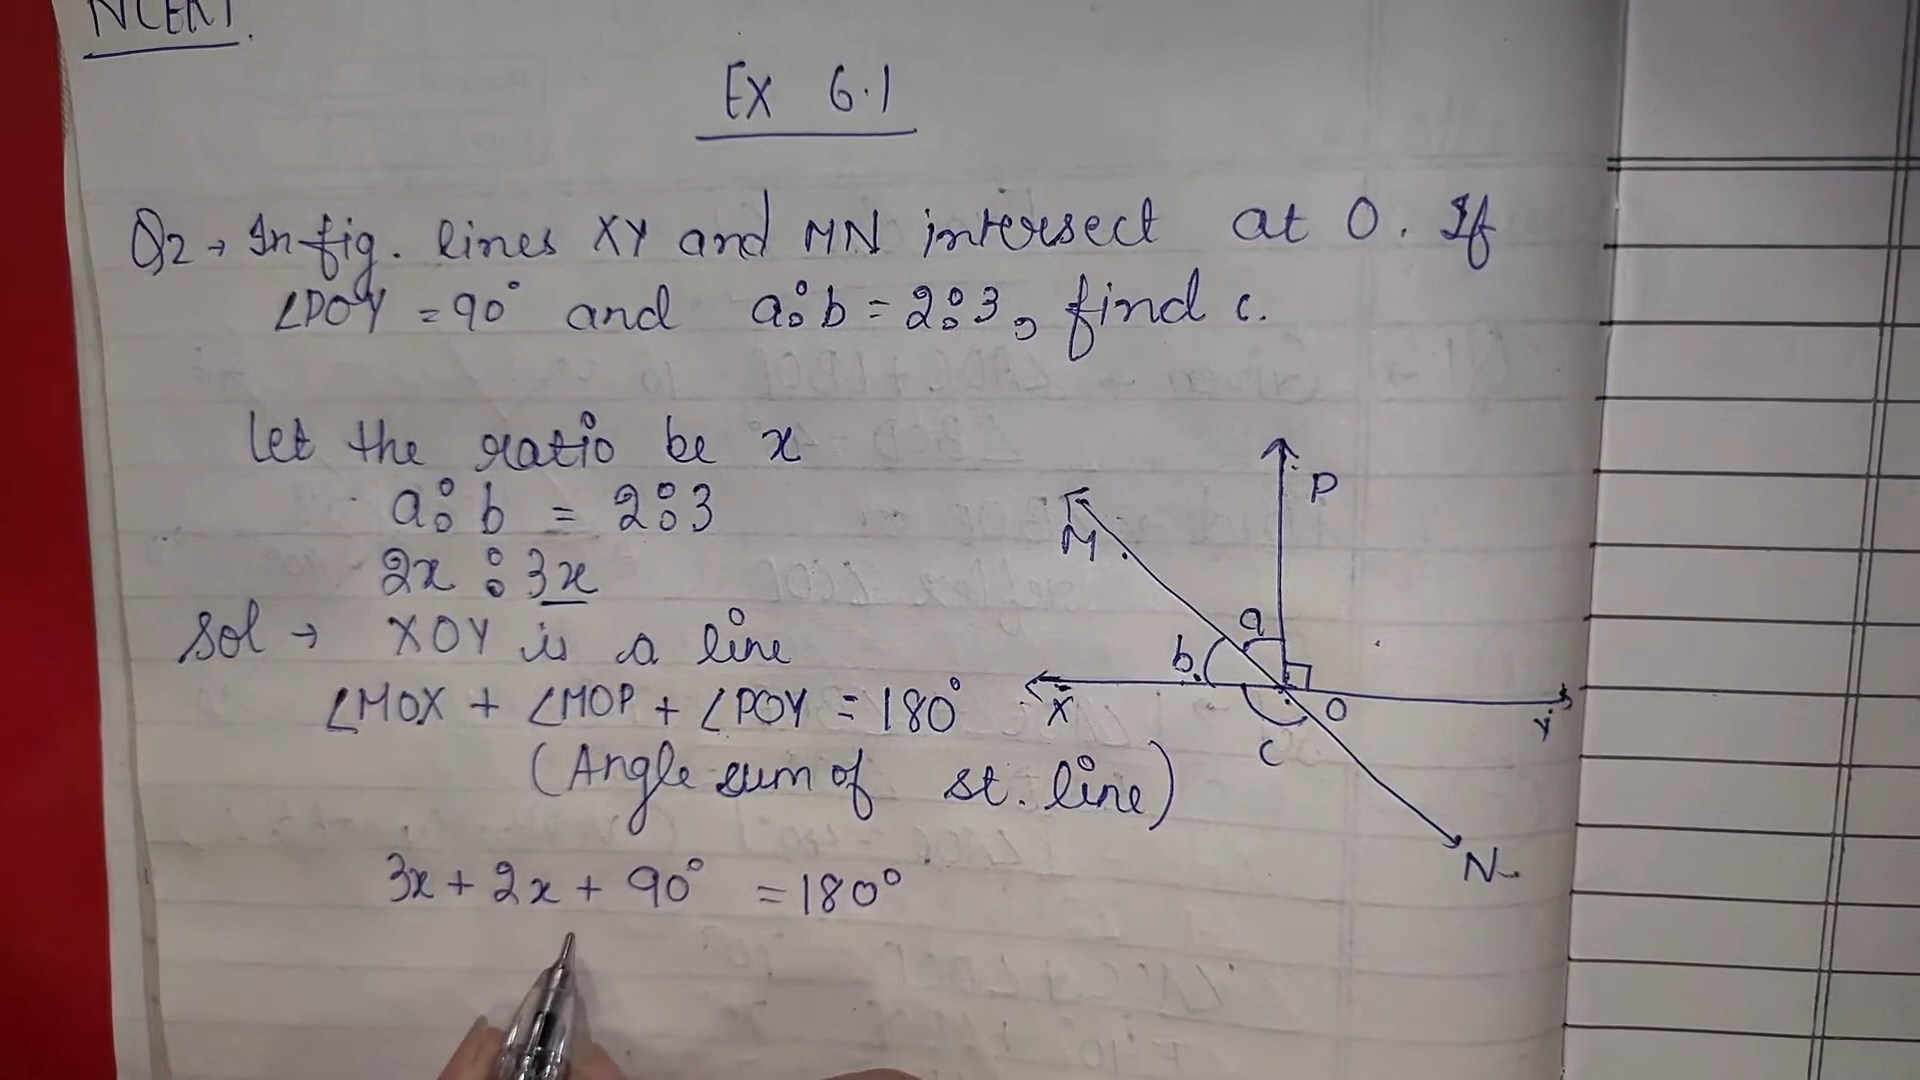 NCERT.
EX 6.1
Q2 → In fig. lines XY and MN intersect at O. If
∠POY = 90° and a:b = 2:3, find c.
let the ratio be x
a:b = 2:3
2x : 3x
Sol → XOY is a line
∠MOX + ∠MOP + ∠POY = 180°
(Angle sum of st. line)
3x + 2x + 90° = 180°
P
M
a
b
X
O
Y
C
N